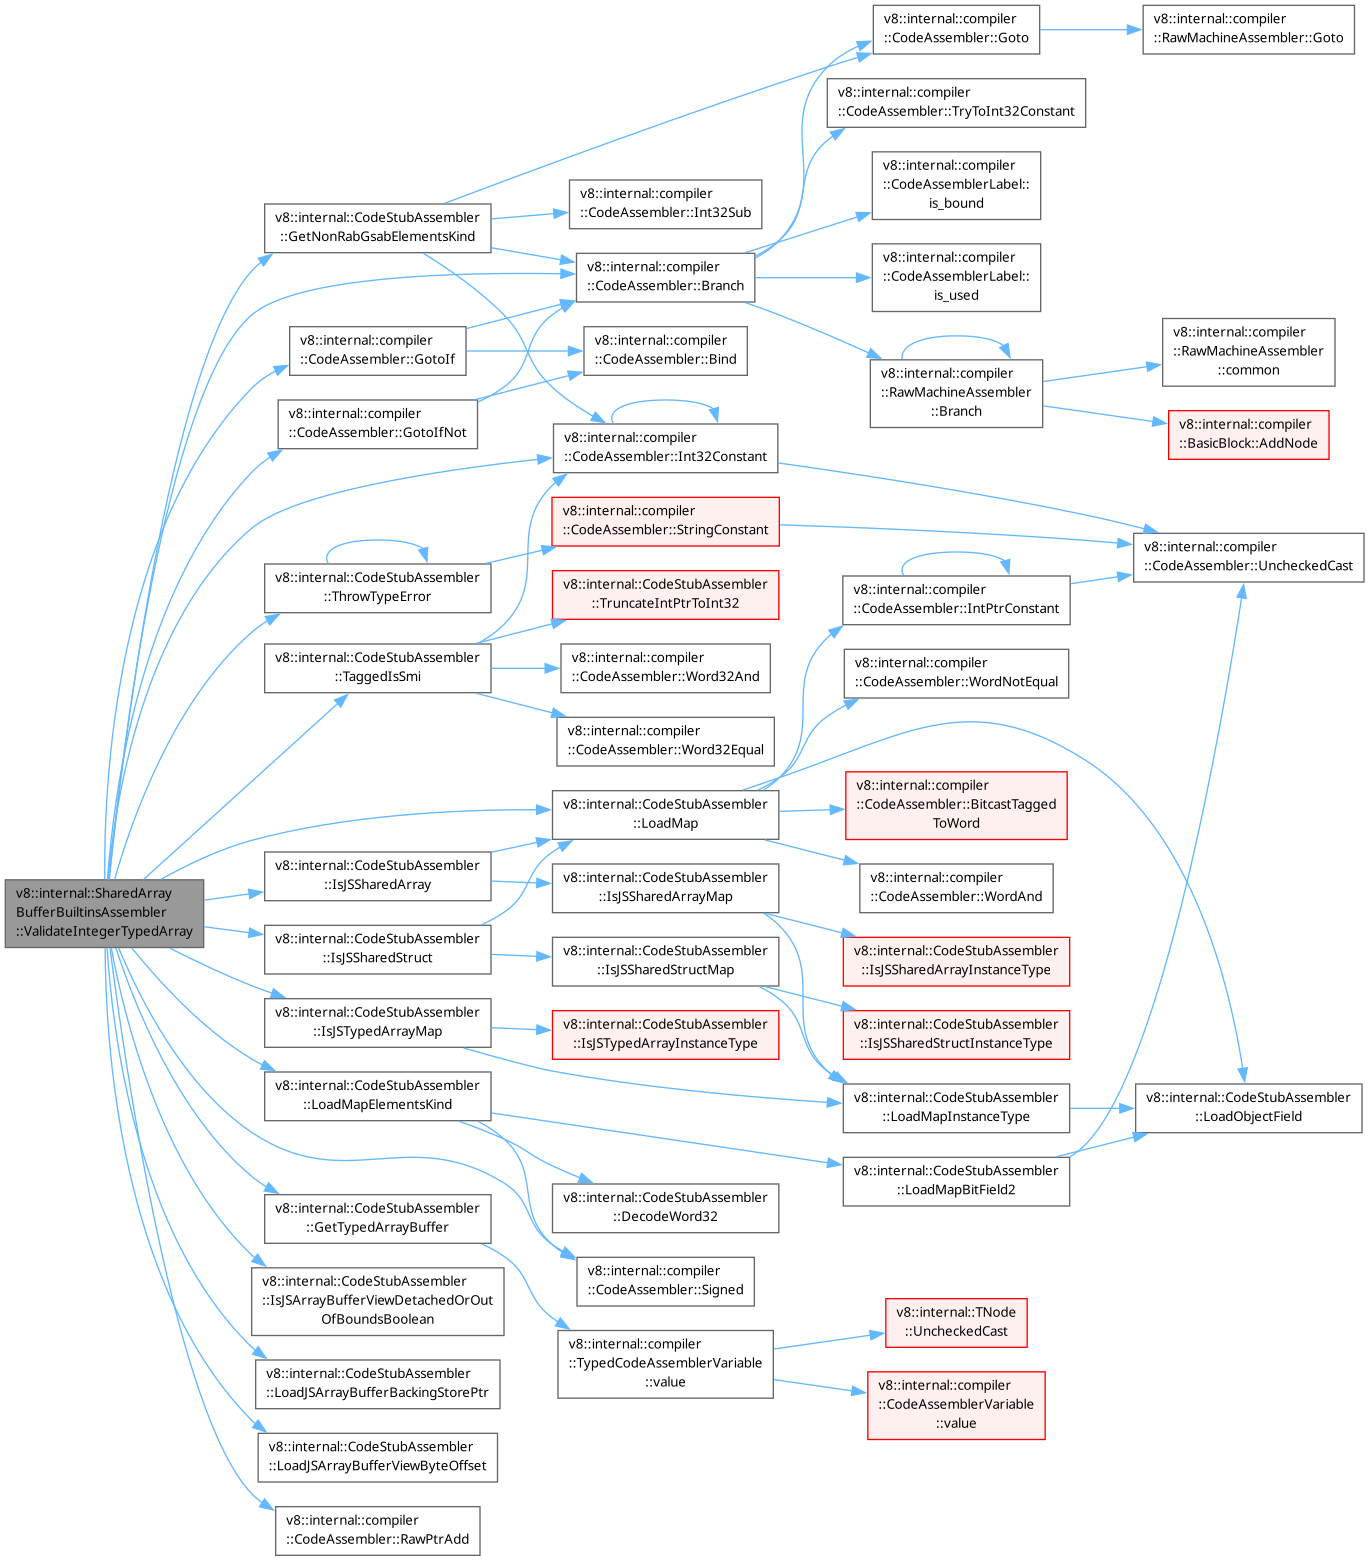 v8::internal::SharedArray
BufferBuiltinsAssembler
::ValidateIntegerTypedArray
v8::internal::CodeStubAssembler
::GetNonRabGsabElementsKind
v8::internal::compiler
::CodeAssembler::GotoIf
v8::internal::compiler
::CodeAssembler::GotoIfNot
v8::internal::CodeStubAssembler
::ThrowTypeError
v8::internal::CodeStubAssembler
::TaggedIsSmi
v8::internal::CodeStubAssembler
::IsJSSharedArray
v8::internal::CodeStubAssembler
::IsJSSharedStruct
v8::internal::CodeStubAssembler
::IsJSTypedArrayMap
v8::internal::CodeStubAssembler
::LoadMapElementsKind
v8::internal::CodeStubAssembler
::GetTypedArrayBuffer
v8::internal::CodeStubAssembler
::IsJSArrayBufferViewDetachedOrOut
OfBoundsBoolean
v8::internal::CodeStubAssembler
::LoadJSArrayBufferBackingStorePtr
v8::internal::CodeStubAssembler
::LoadJSArrayBufferViewByteOffset
v8::internal::compiler
::CodeAssembler::RawPtrAdd
v8::internal::compiler
::CodeAssembler::Int32Sub
v8::internal::compiler
::CodeAssembler::Branch
v8::internal::compiler
::CodeAssembler::Bind
v8::internal::compiler
::CodeAssembler::Int32Constant
v8::internal::compiler
::CodeAssembler::StringConstant
v8::internal::CodeStubAssembler
::TruncateIntPtrToInt32
v8::internal::compiler
::CodeAssembler::Word32And
v8::internal::compiler
::CodeAssembler::Word32Equal
v8::internal::CodeStubAssembler
::LoadMap
v8::internal::CodeStubAssembler
::IsJSSharedArrayMap
v8::internal::CodeStubAssembler
::IsJSSharedStructMap
v8::internal::CodeStubAssembler
::IsJSTypedArrayInstanceType
v8::internal::CodeStubAssembler
::DecodeWord32
v8::internal::compiler
::CodeAssembler::Signed
v8::internal::compiler
::TypedCodeAssemblerVariable
::value
v8::internal::compiler
::CodeAssembler::Goto
v8::internal::compiler
::CodeAssembler::TryToInt32Constant
v8::internal::compiler
::CodeAssemblerLabel::
is_bound
v8::internal::compiler
::CodeAssemblerLabel::
is_used
v8::internal::compiler
::RawMachineAssembler
::Branch
v8::internal::compiler
::CodeAssembler::IntPtrConstant
v8::internal::compiler
::CodeAssembler::WordNotEqual
v8::internal::compiler
::CodeAssembler::BitcastTagged
ToWord
v8::internal::compiler
::CodeAssembler::WordAnd
v8::internal::CodeStubAssembler
::IsJSSharedArrayInstanceType
v8::internal::CodeStubAssembler
::IsJSSharedStructInstanceType
v8::internal::CodeStubAssembler
::LoadMapInstanceType
v8::internal::CodeStubAssembler
::LoadMapBitField2
v8::internal::TNode
::UncheckedCast
v8::internal::compiler
::CodeAssemblerVariable
::value
v8::internal::compiler
::RawMachineAssembler::Goto
v8::internal::compiler
::RawMachineAssembler
::common
v8::internal::compiler
::BasicBlock::AddNode
v8::internal::compiler
::CodeAssembler::UncheckedCast
v8::internal::CodeStubAssembler
::LoadObjectField